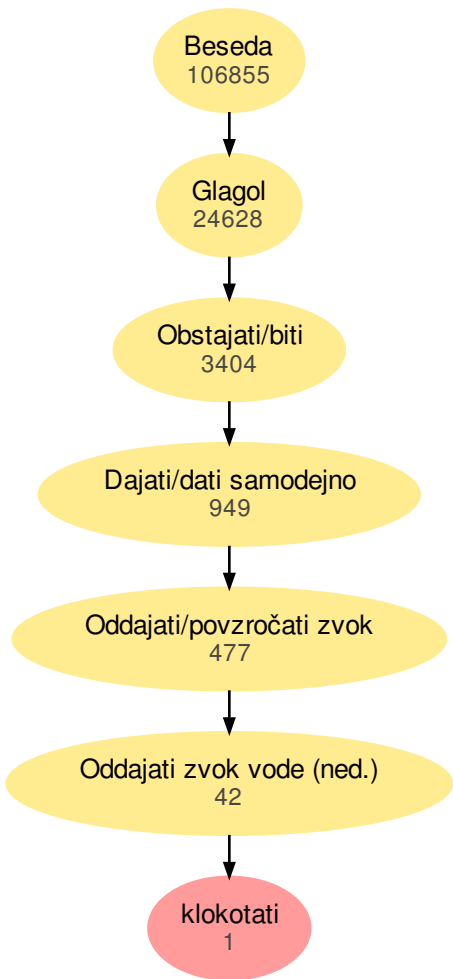 Beseda
106855
Glagol
24628
Obstajati/biti
3404
Dajati/dati samodejno
949
Oddajati/povzročati zvok
477
Oddajati zvok vode (ned.)
42
klokotati
1